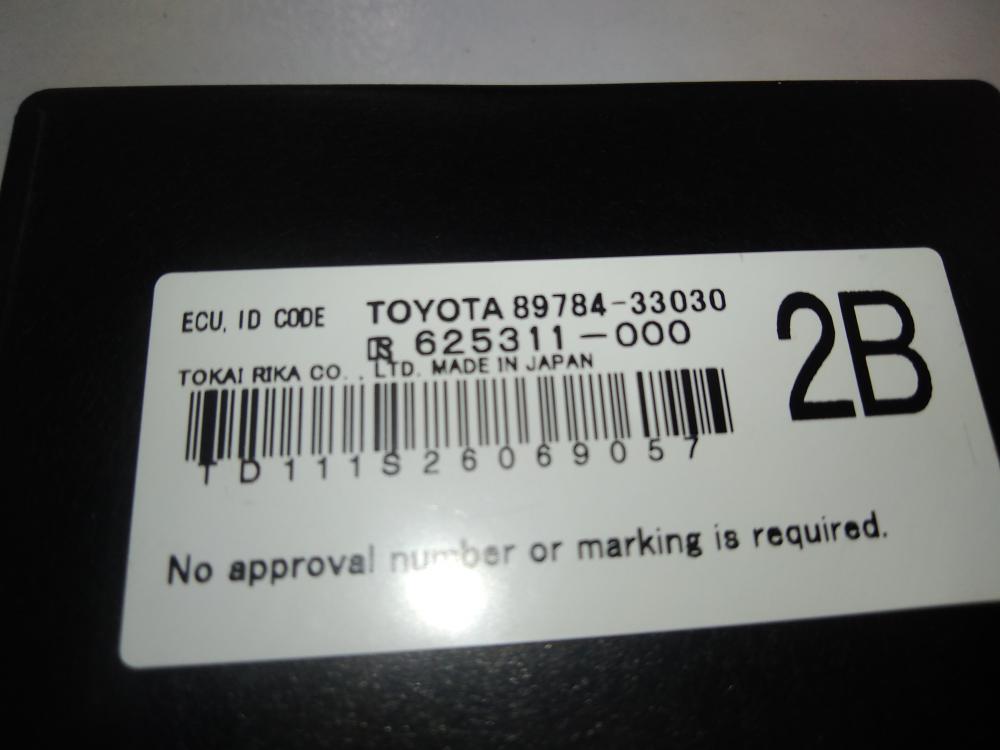 ECU, ID CODE TOYOTA 89784-33030
625311-000
TOKAI RIKA CO., LTD. MADE IN JAPAN
2B
TD111S26069057
No approval number or marking is required.